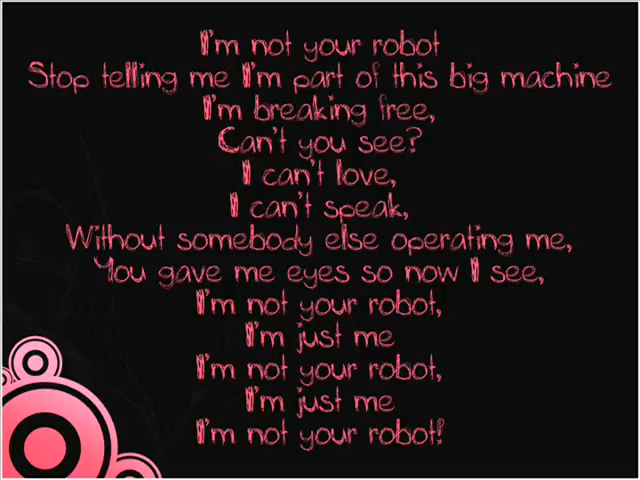 I'm not your robot
Stop telling me I'm part of this big machine
I'm breaking free,
Can't you see?
I can't love,
I can't speak,
Without somebody else operating me,
You gave me eyes so now I see,
I'm not your robot,
I'm just me
I'm not your robot,
I'm just me
I'm not your robot!